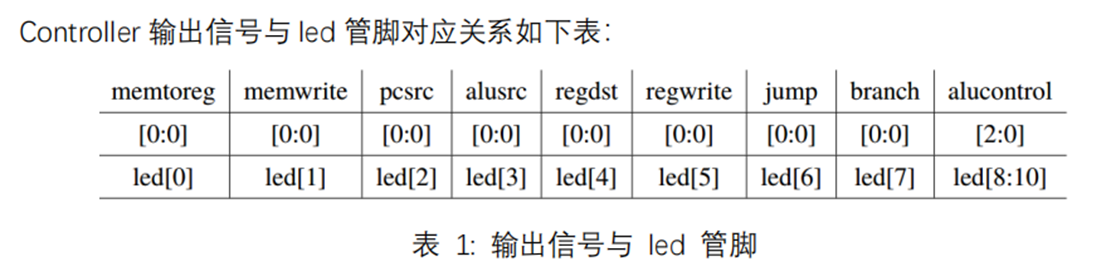 Controller 输出信号与 led 管脚对应关系如下表：
memtoreg memwrite pcsrc alusrc regdst regwrite jump branch alucontrol
[0:0] [0:0] [0:0] [0:0] [0:0] [0:0] [0:0] [0:0] [2:0]
led[0] led[1] led[2] led[3] led[4] led[5] led[6] led[7] led[8:10]
表 1: 输出信号与 led 管脚